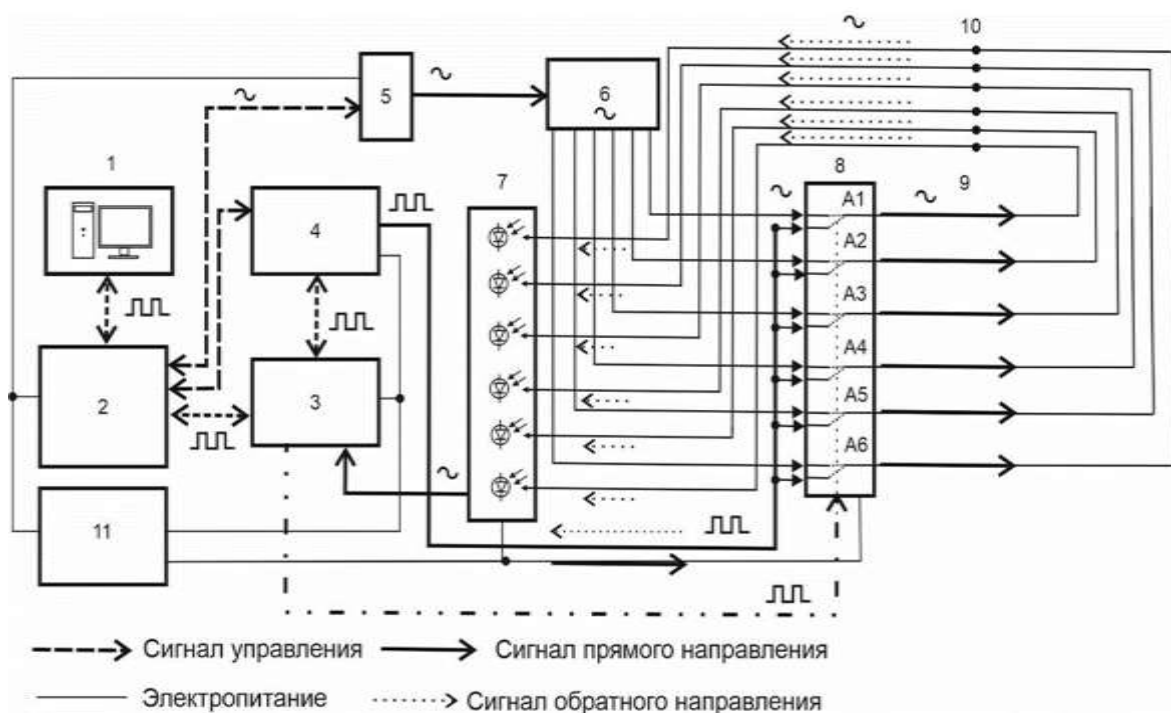 10
5
6
1
7
8
9
A1
4
A2
A3
A4
2
3
A5
A6
11
Сигнал управления
Сигнал прямого направления
Электропитание
Сигнал обратного направления